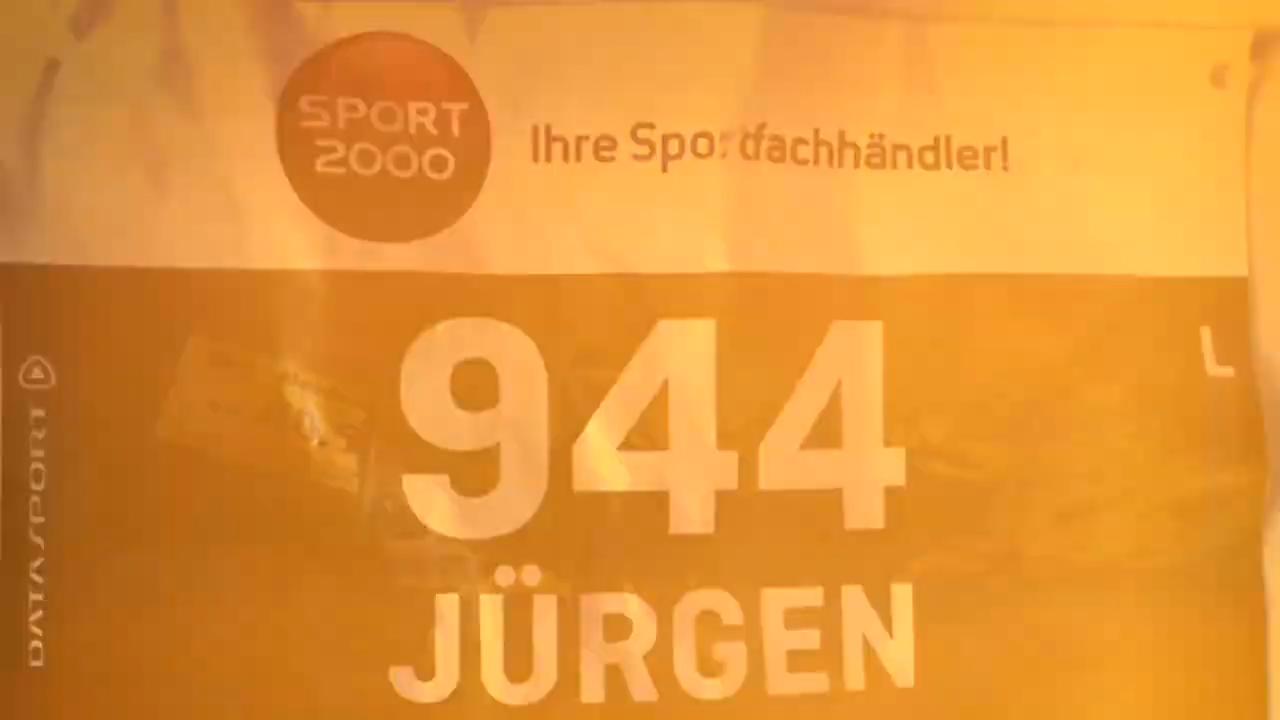 SPORT
2000
Ihre Sportfachhändler!
944
L
JÜRGEN
DATASPORT